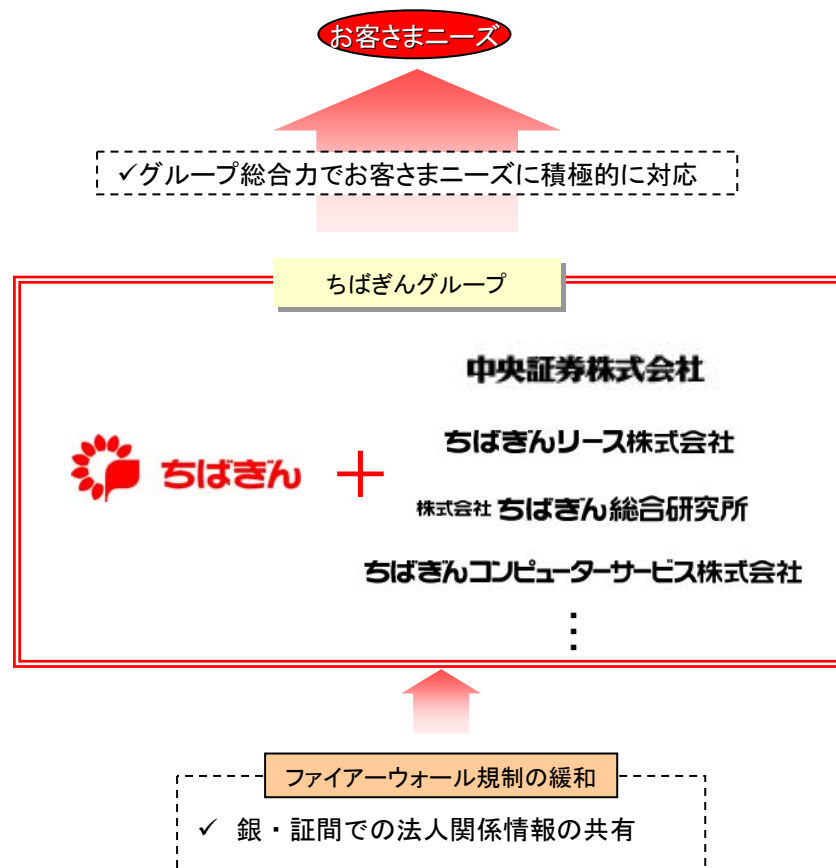 お客さまニーズ
✓グループ総合力でお客さまニーズに積極的に対応
ちばぎんグループ
中央証券株式会社
ちばぎんリース株式会社
ちばぎん +
株式会社 ちばぎん総合研究所
ちばぎんコンピューターサービス株式会社
⋮
ファイアーウォール規制の緩和
✓ 銀・証間での法人関係情報の共有